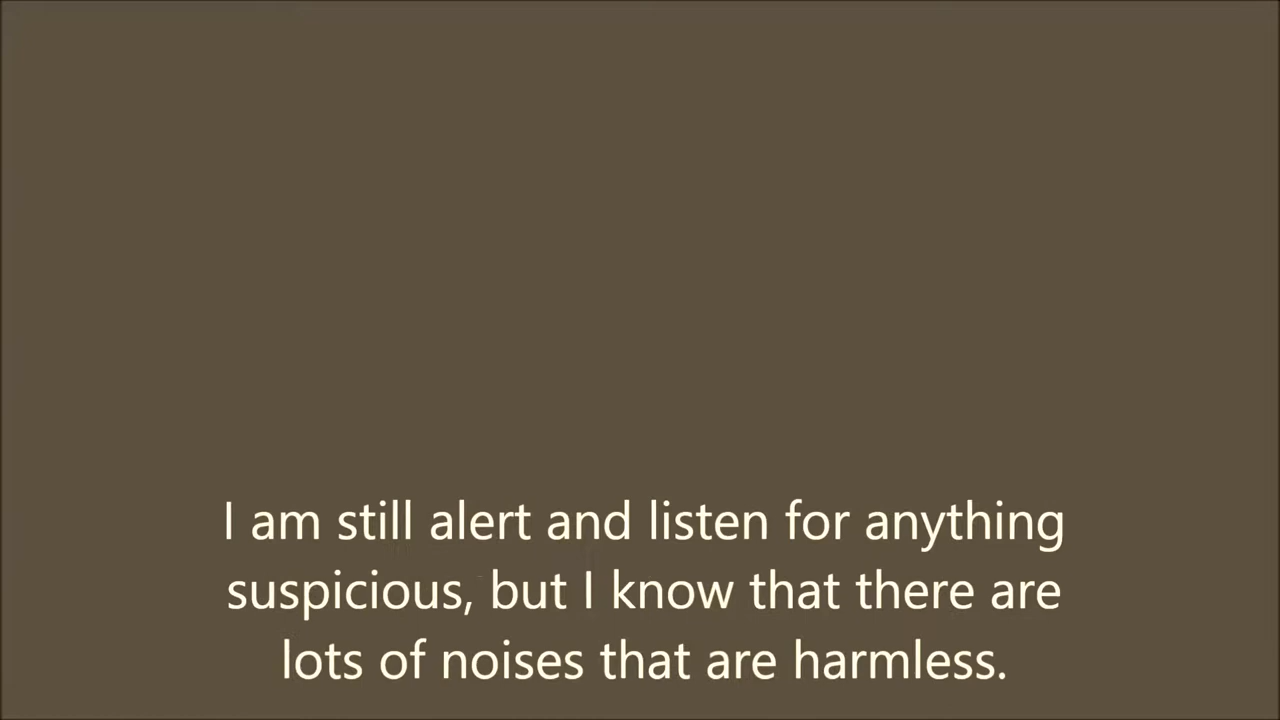 I am still alert and listen for anything
suspicious, but I know that there are
lots of noises that are harmless.